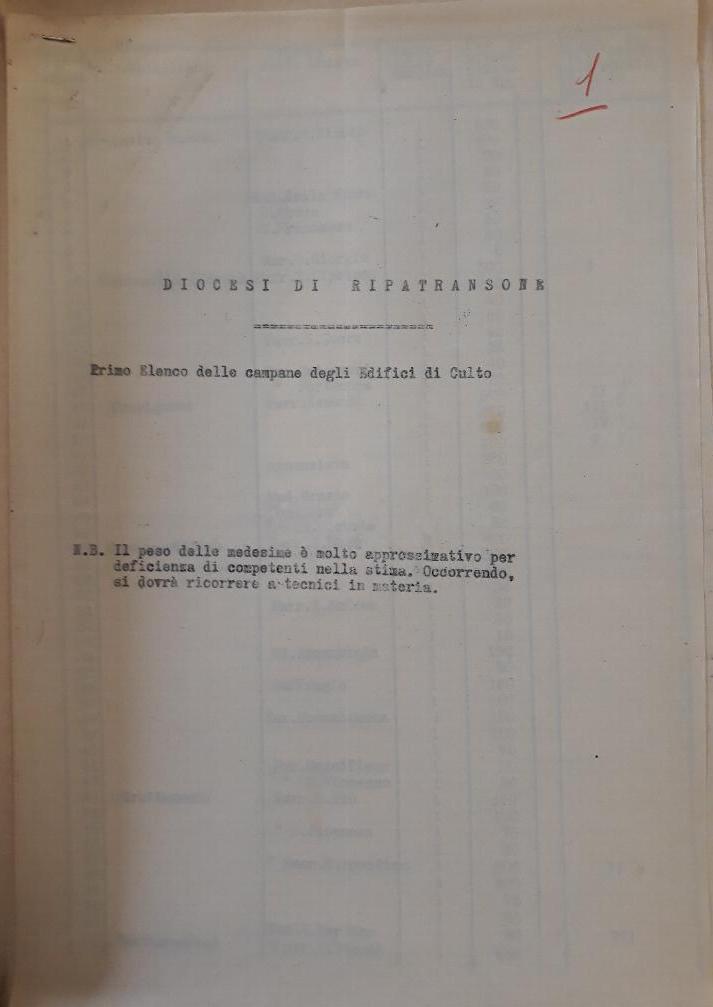 1
DIOCESI DI RIPATRANSONE
====================
Primo Elenco delle campane degli Edifici di Culto
N.B. Il peso delle medesime è molto approssimativo per
deficienza di competenti nella stima. Occorrendo,
si dovrà ricorrere a tecnici in materia.